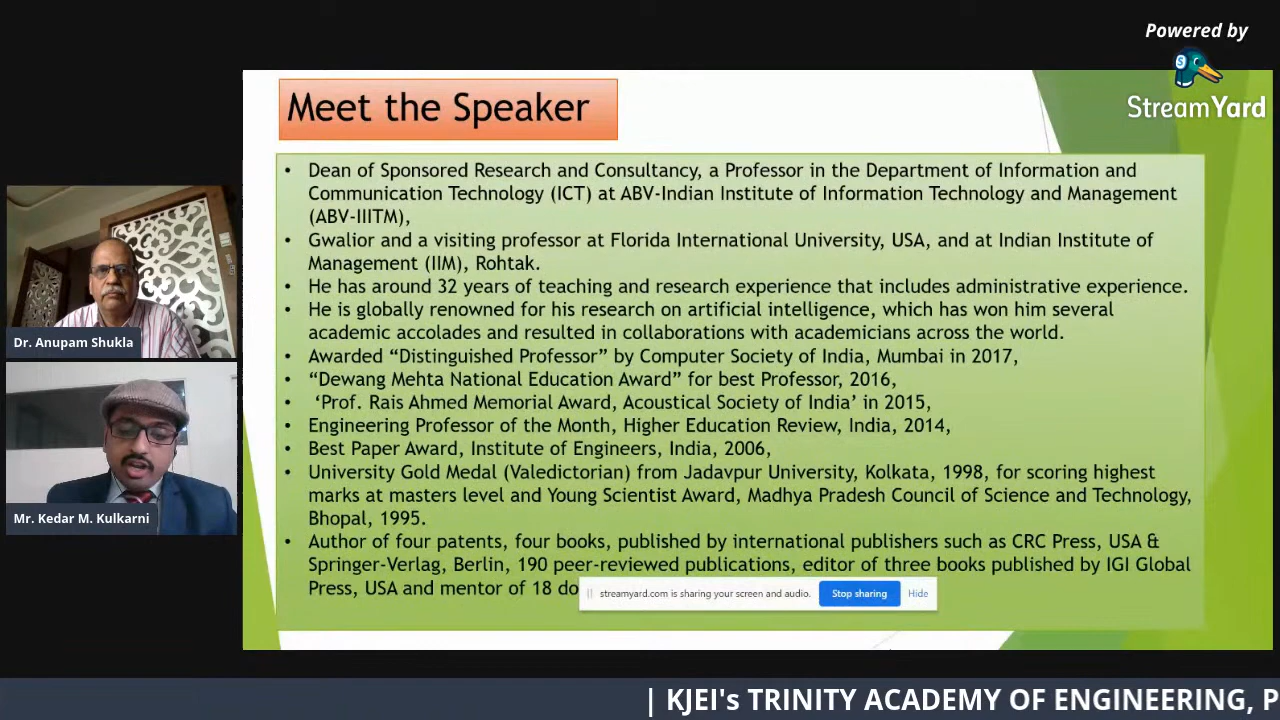 Powered by
StreamYard
Meet the Speaker
• Dean of Sponsored Research and Consultancy, a Professor in the Department of Information and
Communication Technology (ICT) at ABV-Indian Institute of Information Technology and Management
(ABV-IIITM),
• Gwalior and a visiting professor at Florida International University, USA, and at Indian Institute of
Management (IIM), Rohtak.
• He has around 32 years of teaching and research experience that includes administrative experience.
• He is globally renowned for his research on artificial intelligence, which has won him several
academic accolades and resulted in collaborations with academicians across the world.
• Awarded “Distinguished Professor” by Computer Society of India, Mumbai in 2017,
• “Dewang Mehta National Education Award” for best Professor, 2016,
• ‘Prof. Rais Ahmed Memorial Award, Acoustical Society of India’ in 2015,
• Engineering Professor of the Month, Higher Education Review, India, 2014,
• Best Paper Award, Institute of Engineers, India, 2006,
• University Gold Medal (Valedictorian) from Jadavpur University, Kolkata, 1998, for scoring highest
marks at masters level and Young Scientist Award, Madhya Pradesh Council of Science and Technology,
Bhopal, 1995.
• Author of four patents, four books, published by international publishers such as CRC Press, USA &
Springer-Verlag, Berlin, 190 peer-reviewed publications, editor of three books published by IGI Global
Press, USA and mentor of 18 do
streamyard.com is sharing your screen and audio. Stop sharing Hide
Dr. Anupam Shukla
Mr. Kedar M. Kulkarni
| KJEI's TRINITY ACADEMY OF ENGINEERING, P